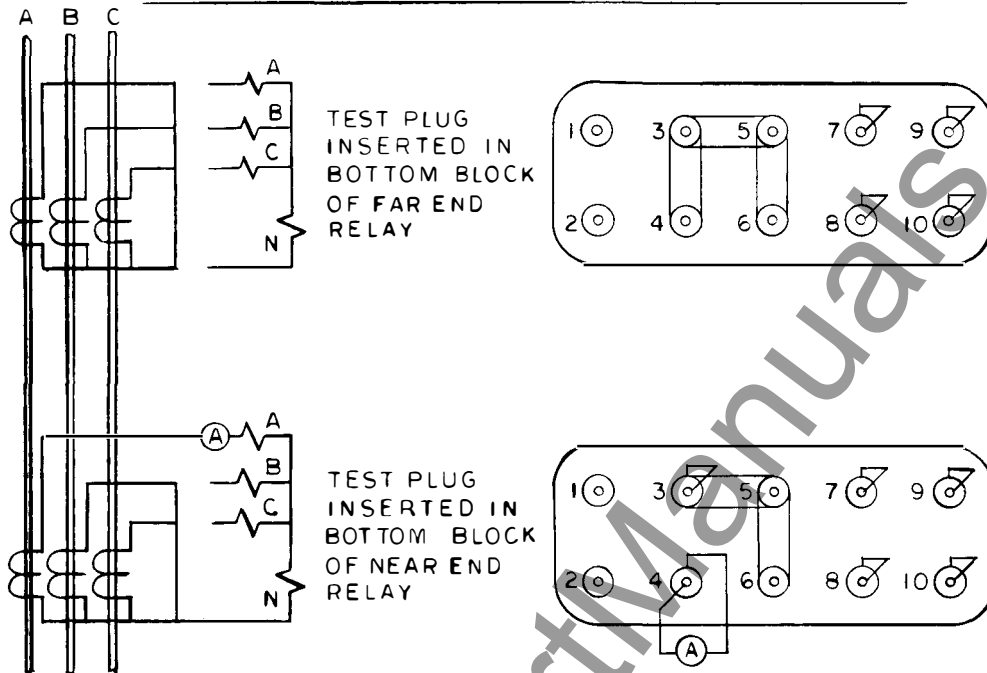 A B C
A
B
C
N
TEST PLUG
INSERTED IN
BOTTOM BLOCK
OF FAR END
RELAY
1 3 5 7 9
2 4 6 8 10
A
A
B
C
N
TEST PLUG
INSERTED IN
BOTTOM BLOCK
OF NEAR END
RELAY
1 3 5 7 9
2 4 6 8 10
A
rtManuals